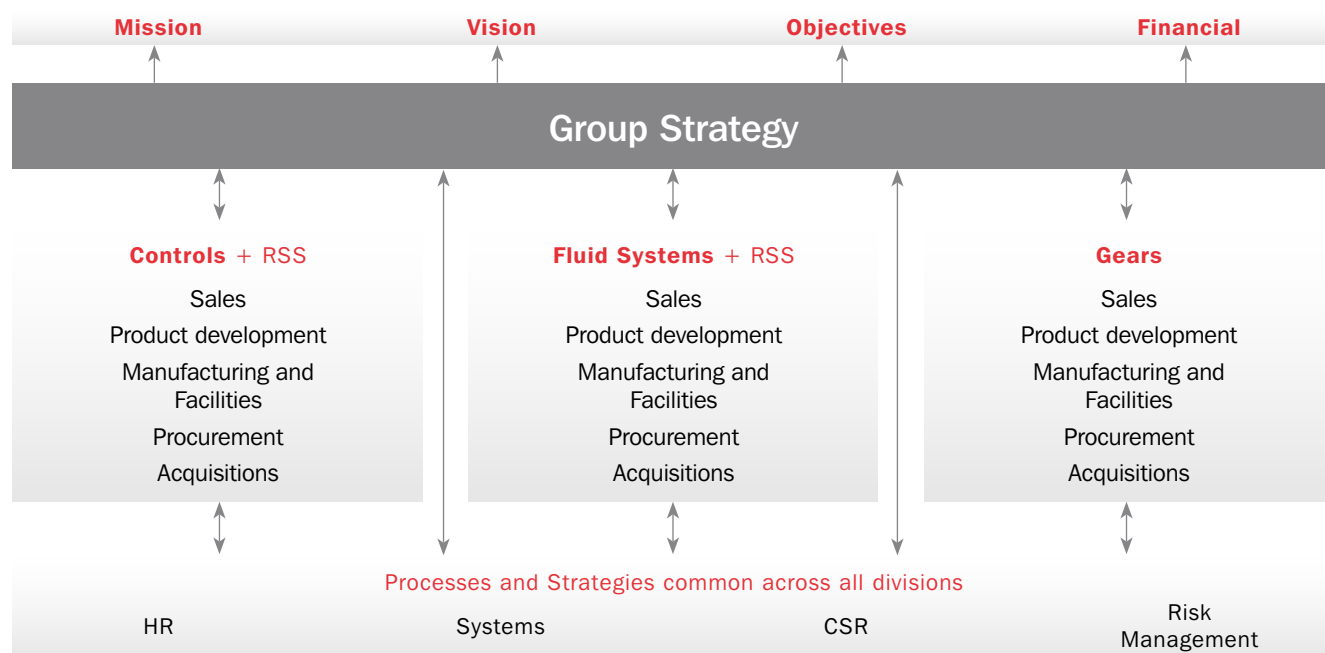 Mission
Vision
Objectives
Financial
Group Strategy
Controls + RSS
Sales
Product development
Manufacturing and
Facilities
Procurement
Acquisitions
Fluid Systems + RSS
Sales
Product development
Manufacturing and
Facilities
Procurement
Acquisitions
Gears
Sales
Product development
Manufacturing and
Facilities
Procurement
Acquisitions
Processes and Strategies common across all divisions
HR
Systems
CSR
Risk
Management